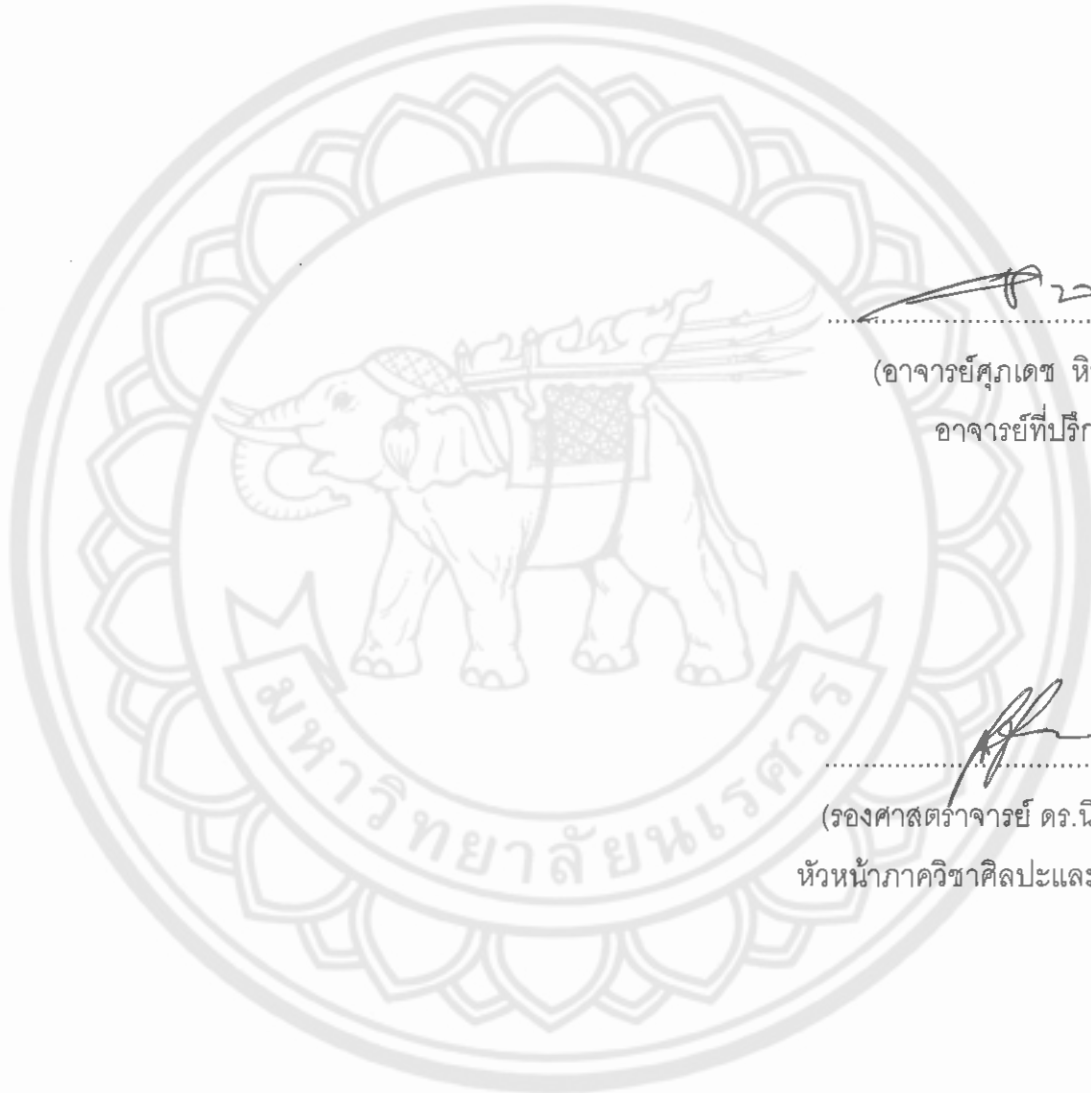 (อาจารย์ศุภเดช หิ
อาจารย์ที่ปรึก
(รองศาสตราจารย์ ดร.นิ
หัวหน้าภาควิชาศิลปะและ
มหาวิทยาลัยนเรศวร